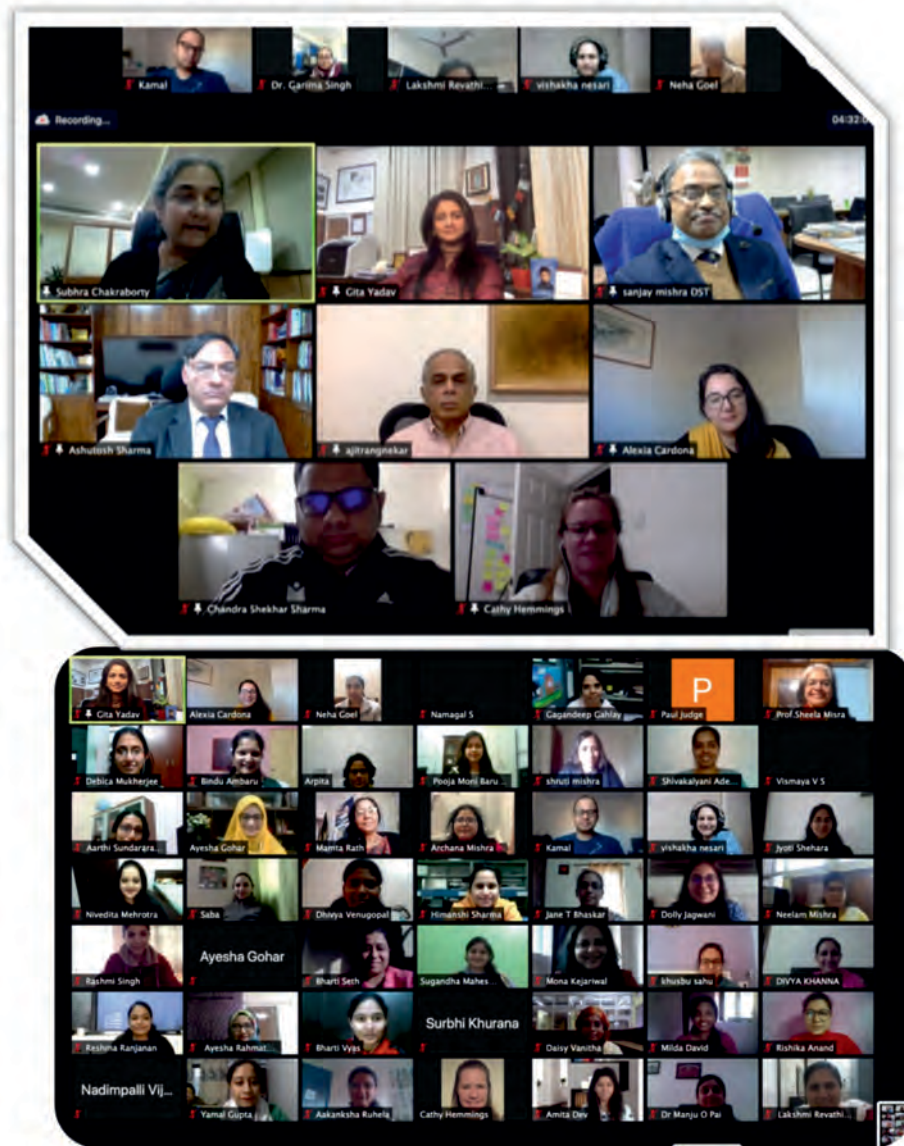 Kamal
Dr. Garima Singh
Lakshmi Revathi...
vishakha nesari
Neha Goel
Recording...
04:32:0
Subhra Chakraborty
Gita Yadav
sanjay mishra DST
Ashutosh Sharma
ajitrangnekar
Alexia Cardona
Chandra Shekhar Sharma
Cathy Hemmings
Gita Yadav
Alexia Cardona
Neha Goel
Namagal S
Gagandeep Gahlay
P
Paul Judge
Prof.Sheela Misra
Debica Mukherjee
Bindu Ambaru
Arpita
Pooja Moni Baru...
shruti mishra
Shivakalyani Ade...
Vismaya V S
Aarthi Sundarara...
Ayesha Gohar
Mamta Rath
Archana Mishra
Kamal
vishakha nesari
Jyoti Shehara
Nivedita Mehrotra
Saba
Dhivya Venugopal
Himanshi Sharma
Jane T Bhaskar
Dolly Jagwani
Neelam Mishra
Rashmi Singh
Ayesha Gohar
Bharti Seth
Sugandha Mahes...
Mona Kejariwal
khusbu sahu
DIVYA KHANNA
Reshma Ranjanan
Ayesha Rahmat
Bharti Vyas
Surbhi Khurana
Daisy Vanitha
Milda David
Rishika Anand
Nadimpalli Vij...
Yamal Gupta
Aakanksha Ruhela
Cathy Hemmings
Amita Dev
Dr Manju O Pai
Lakshmi Revathi...